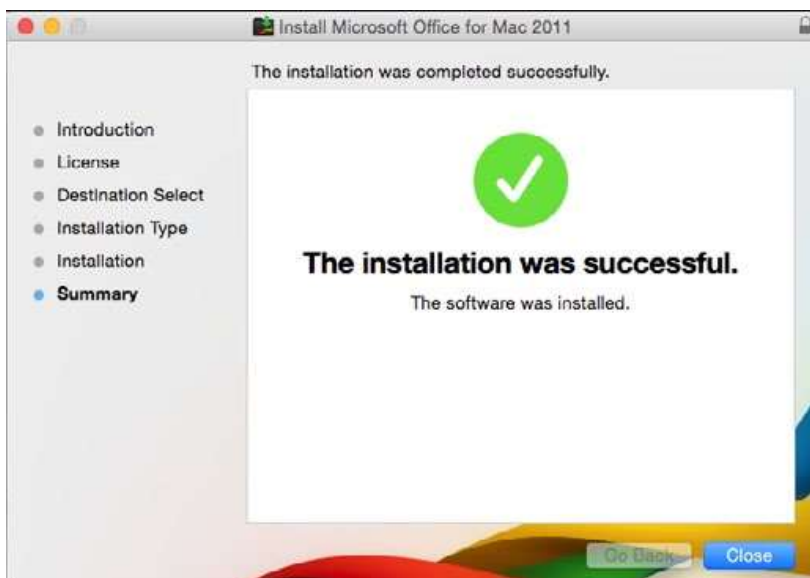 Install Microsoft Office for Mac 2011
The installation was completed successfully.
Introduction
License
Destination Select
Installation Type
Installation
Summary
The installation was successful.
The software was installed.
Go Back
Close